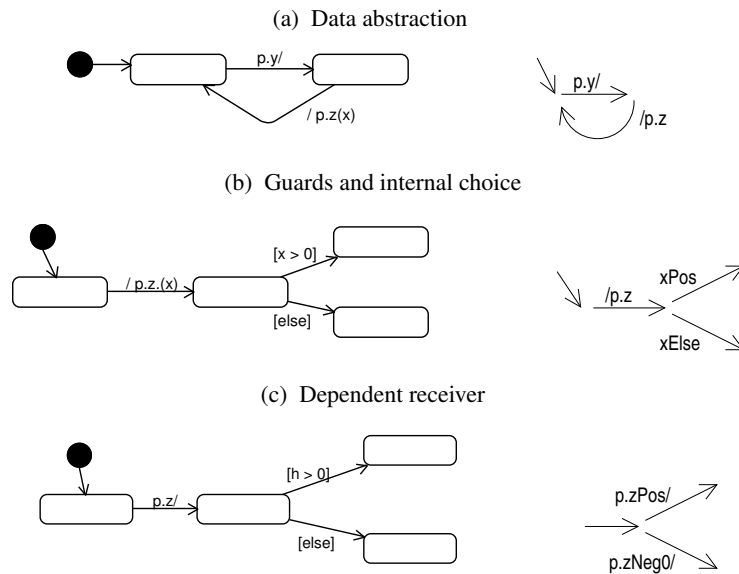 (a) Data abstraction
p.y/
/ p.z(x)
p.y/
/p.z
(b) Guards and internal choice
[x > 0]
/ p.z.(x)
[else]
/p.z
xPos
xElse
(c) Dependent receiver
[h > 0]
p.z/
[else]
p.zPos/
p.zNeg0/